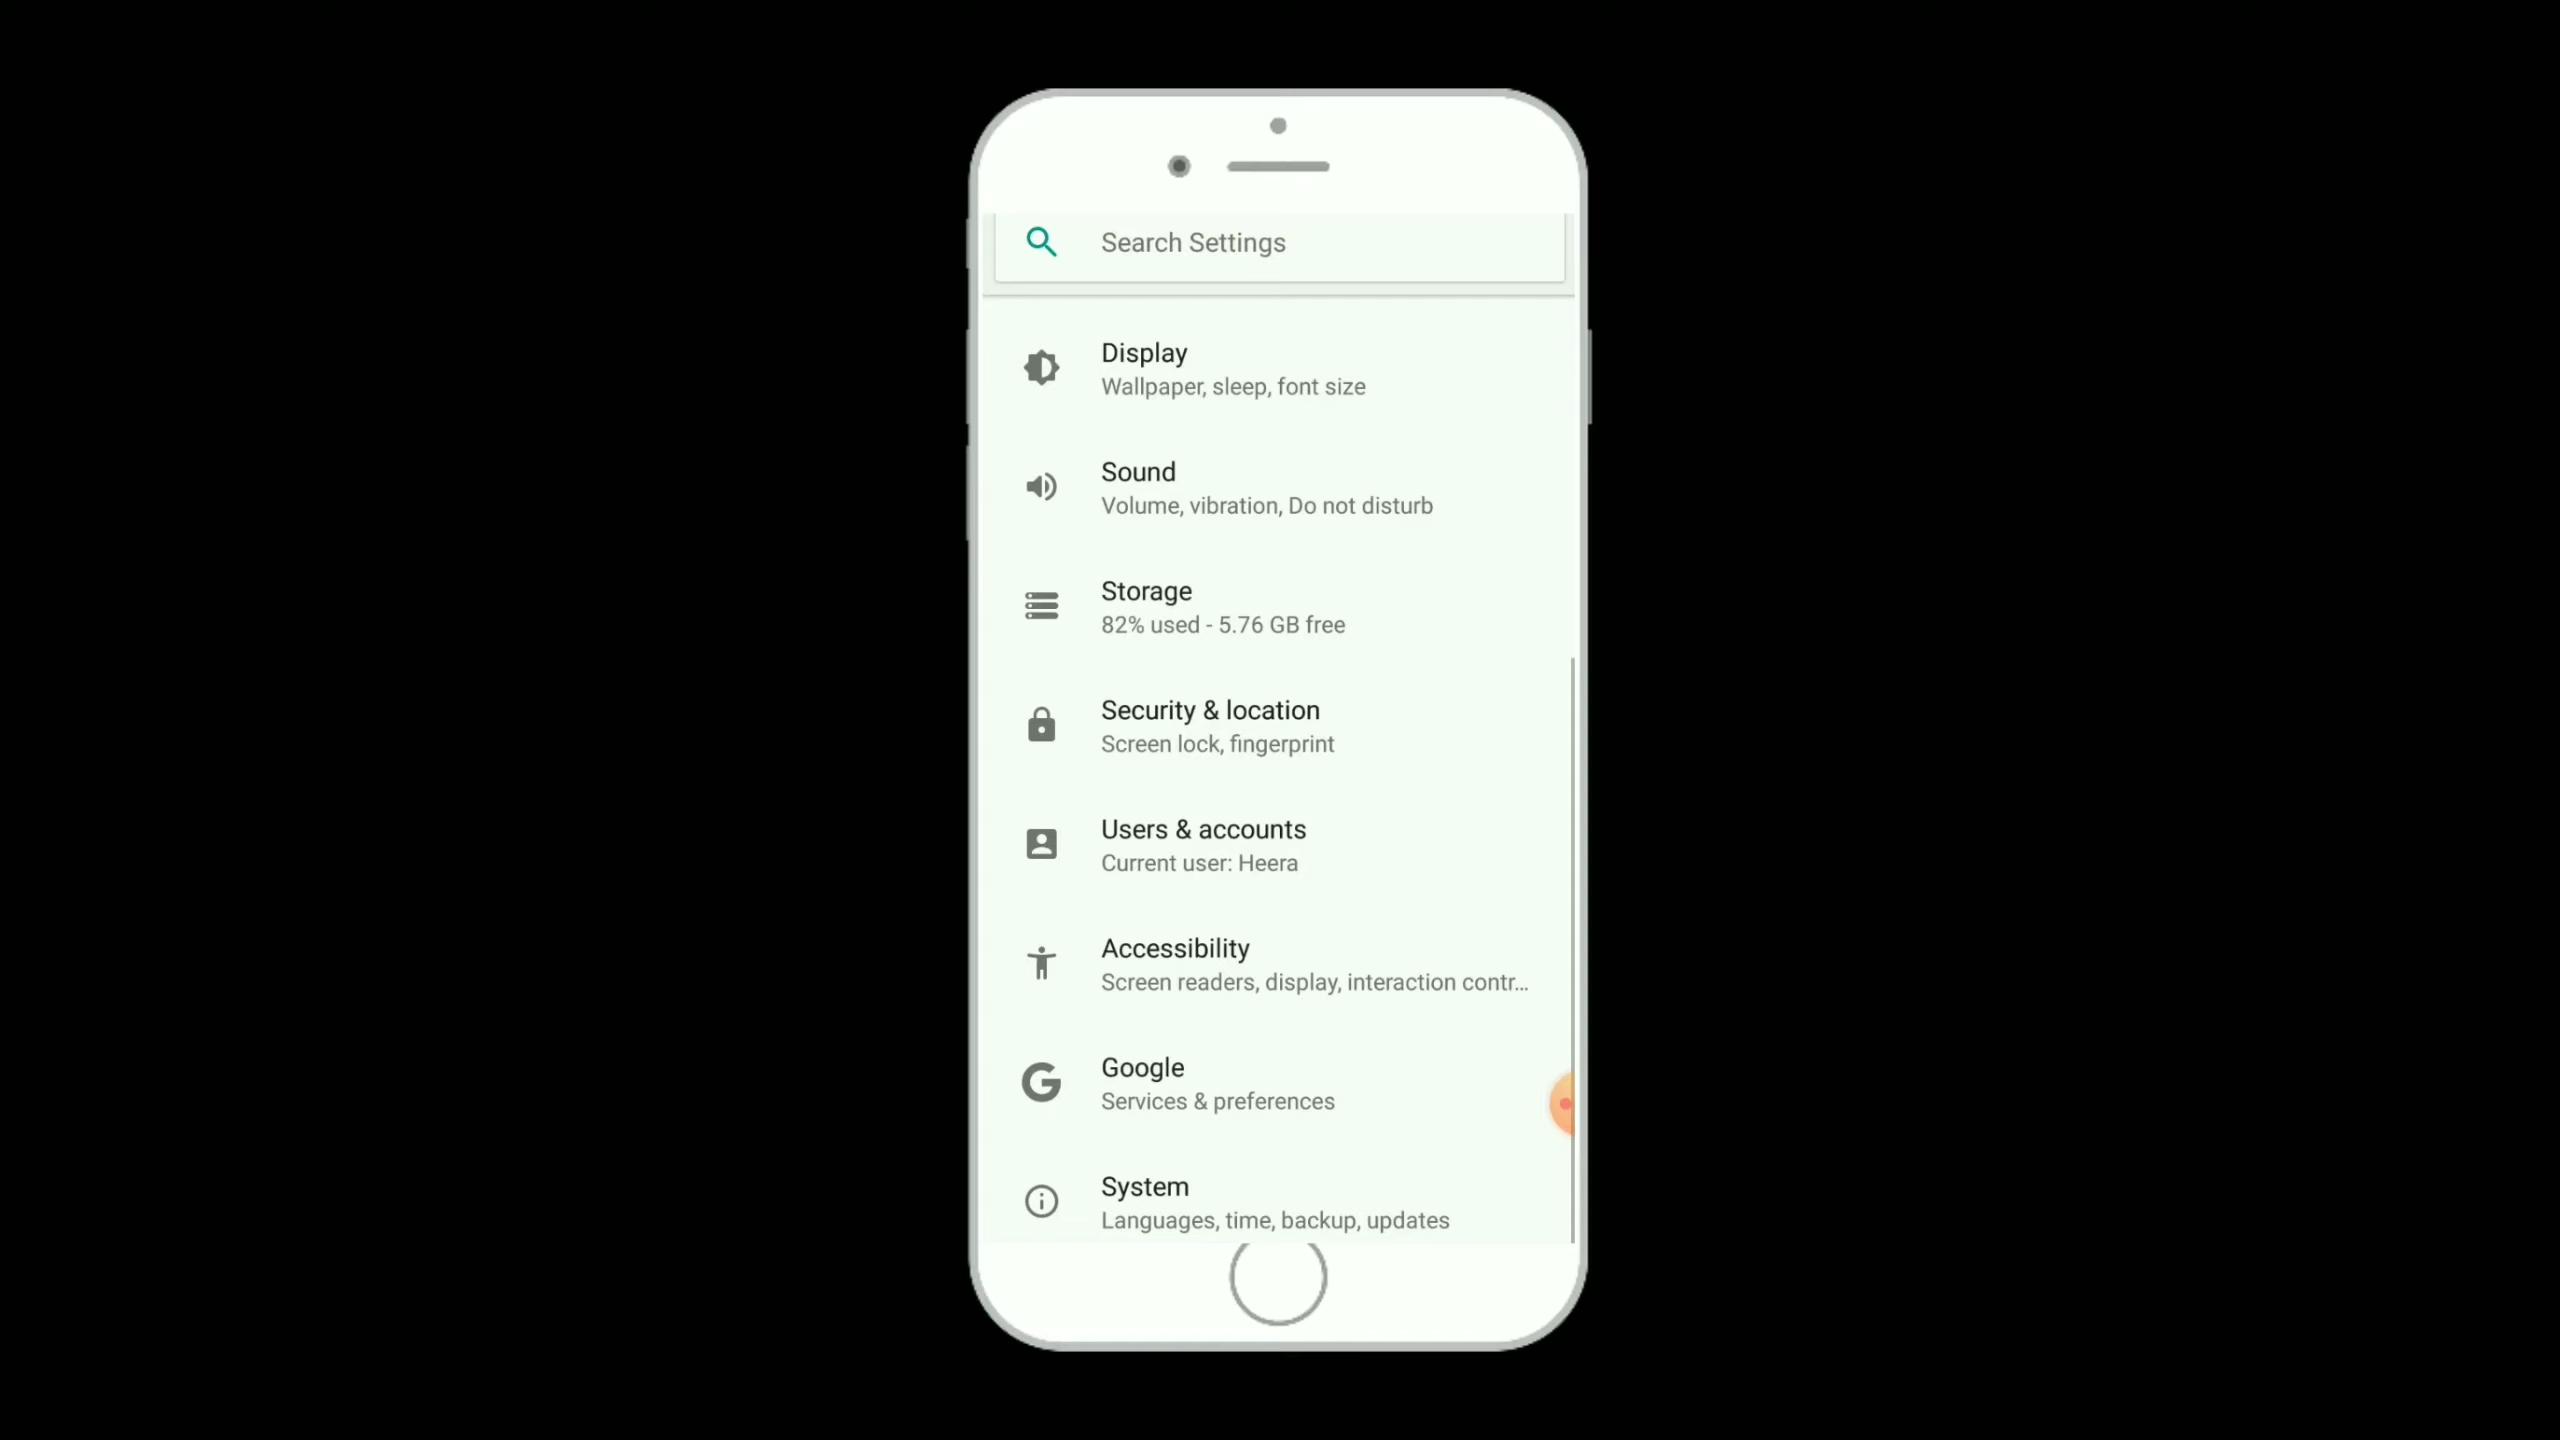 Search Settings
Display
Wallpaper, sleep, font size
Sound
Volume, vibration, Do not disturb
Storage
82% used - 5.76 GB free
Security & location
Screen lock, fingerprint
Users & accounts
Current user: Heera
Accessibility
Screen readers, display, interaction contr...
Google
Services & preferences
System
Languages, time, backup, updates